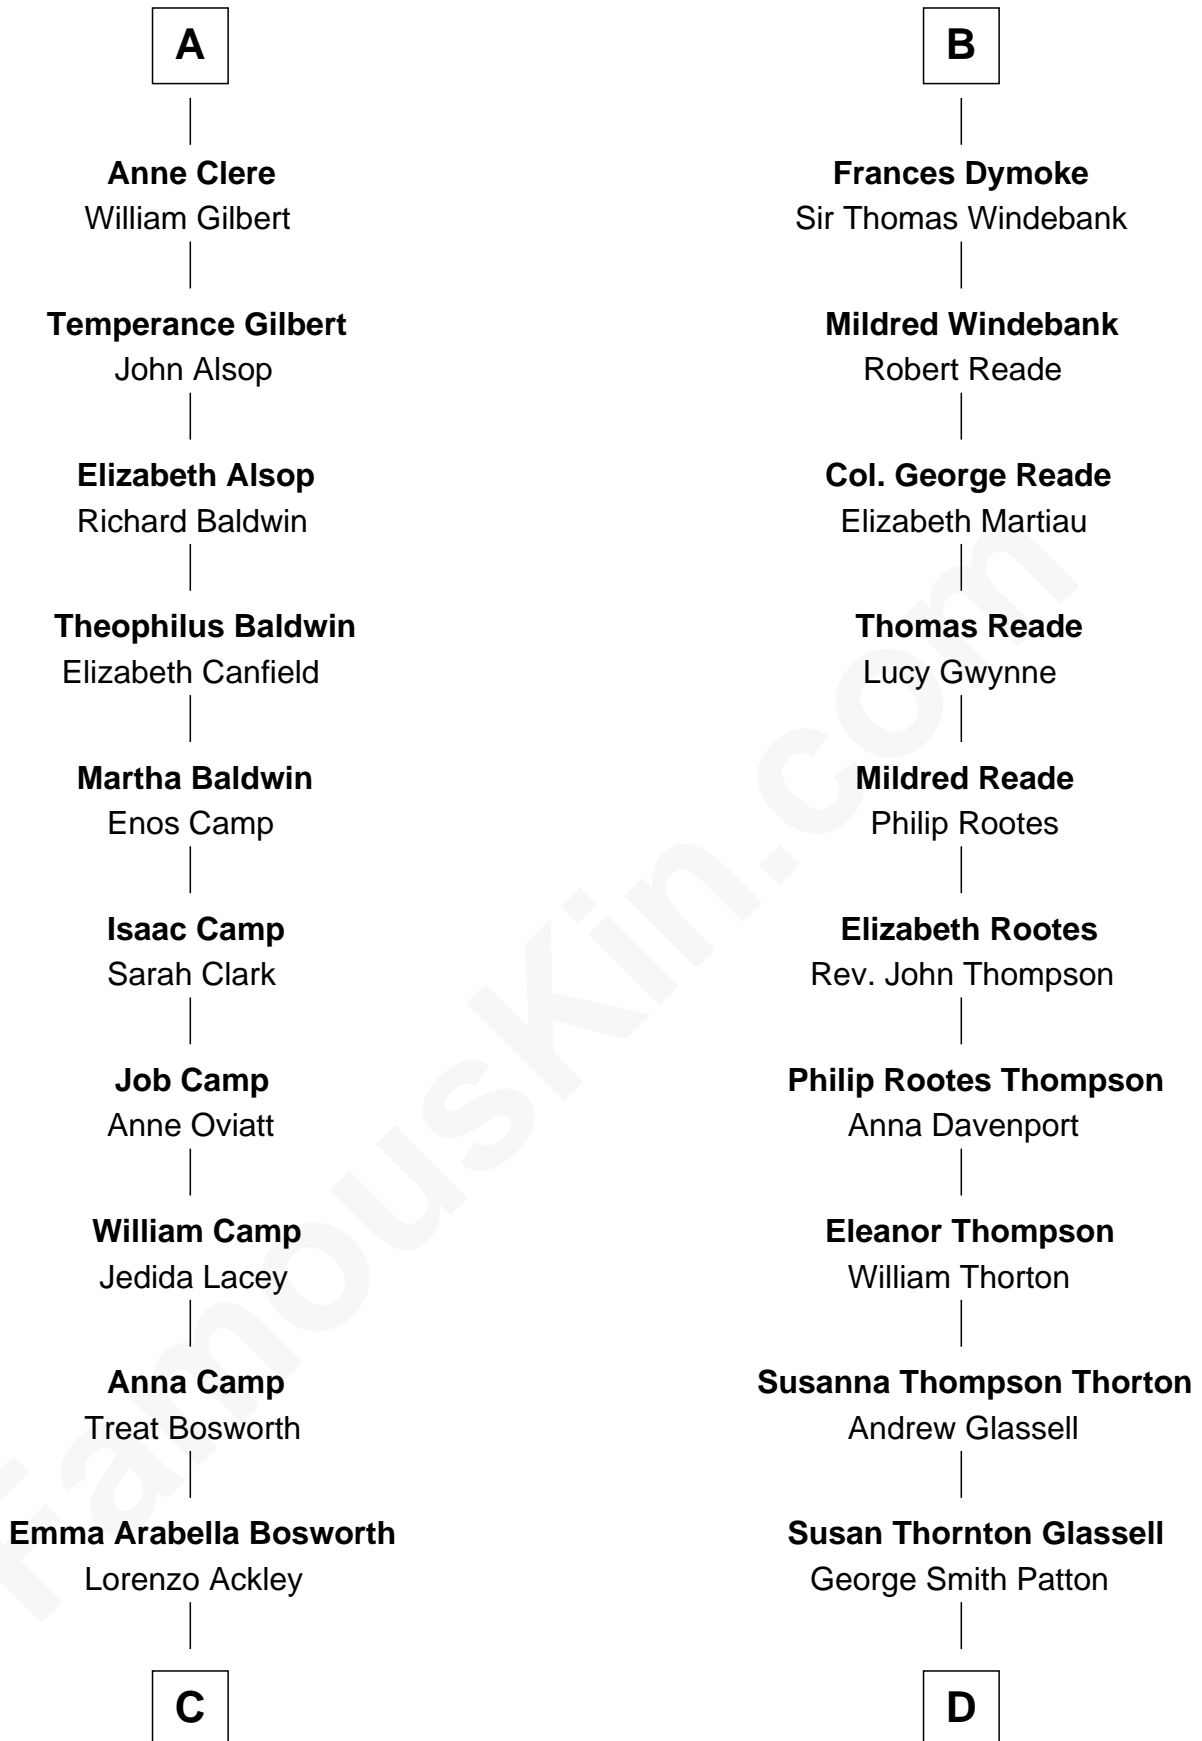 A
Anne Clere
William Gilbert
Temperance Gilbert
John Alsop
Elizabeth Alsop
Richard Baldwin
Theophilus Baldwin
Elizabeth Canfield
Martha Baldwin
Enos Camp
Isaac Camp
Sarah Clark
Job Camp
Anne Oviatt
William Camp
Jedida Lacey
Anna Camp
Treat Bosworth
Emma Arabella Bosworth
Lorenzo Ackley
C
B
Frances Dymoke
Sir Thomas Windebank
Mildred Windebank
Robert Reade
Col. George Reade
Elizabeth Martiau
Thomas Reade
Lucy Gwynne
Mildred Reade
Philip Rootes
Elizabeth Rootes
Rev. John Thompson
Philip Rootes Thompson
Anna Davenport
Eleanor Thompson
William Thorton
Susanna Thompson Thorton
Andrew Glassell
Susan Thornton Glassell
George Smith Patton
D
FamousKin.com